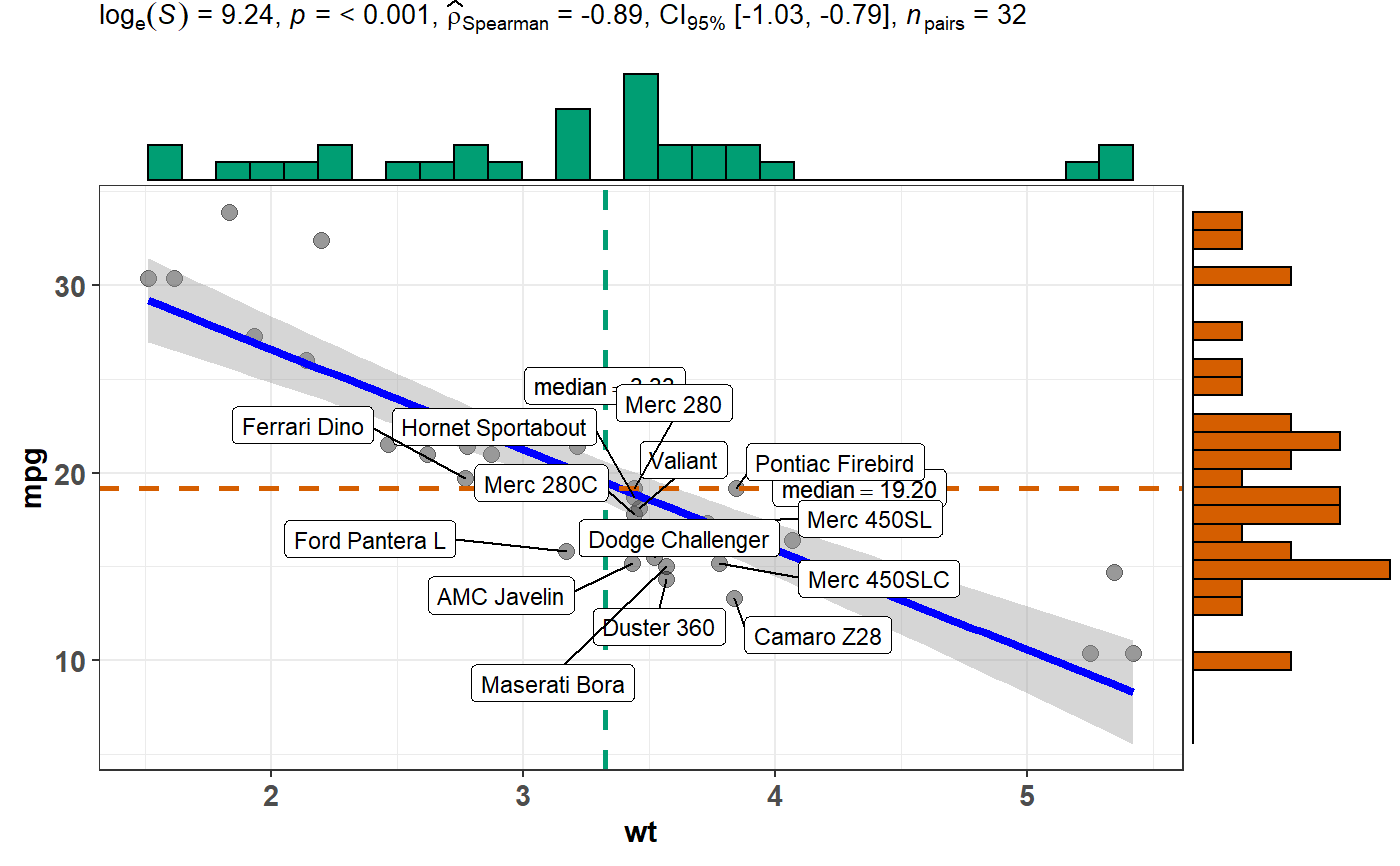 logₑ(S) = 9.24, p = < 0.001, ρ̂Spearman = -0.89, CI95% [-1.03, -0.79], n pairs = 32
30
20
10
mpg
median =
Merc 280
Ferrari Dino
Hornet Sportabout
Valiant
Pontiac Firebird
Merc 280C
median = 19.20
Merc 450SL
Ford Pantera L
Dodge Challenger
Merc 450SLC
AMC Javelin
Duster 360
Camaro Z28
Maserati Bora
2
3
4
5
wt